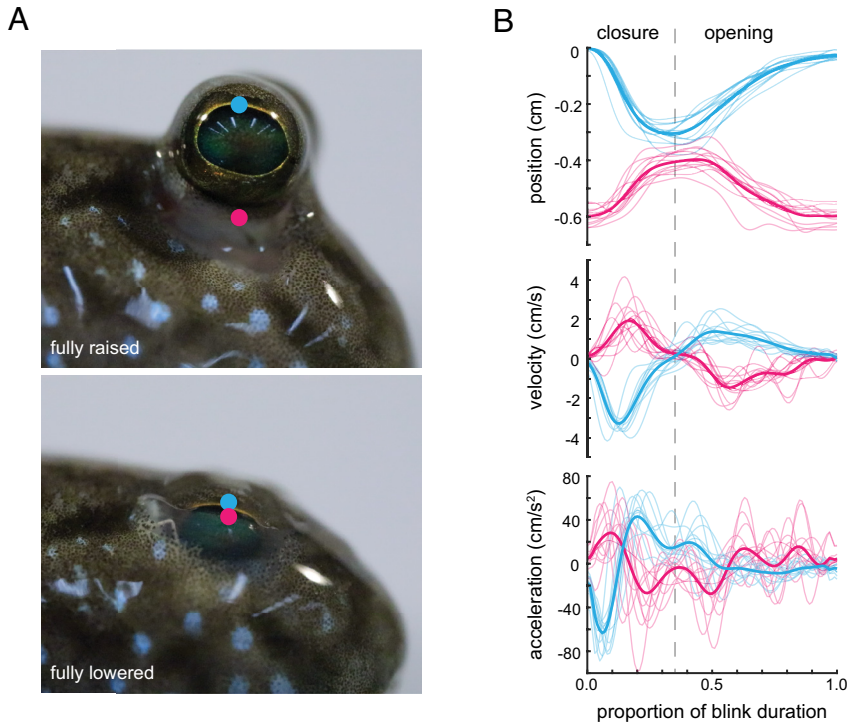 A
fully raised
fully lowered
B
closure opening
position (cm)
0
-0.2
-0.4
-0.6
velocity (cm/s)
4
2
0
-2
-4
acceleration (cm/s²)
80
40
0
-40
-80
0.0 0.5 1.0
proportion of blink duration